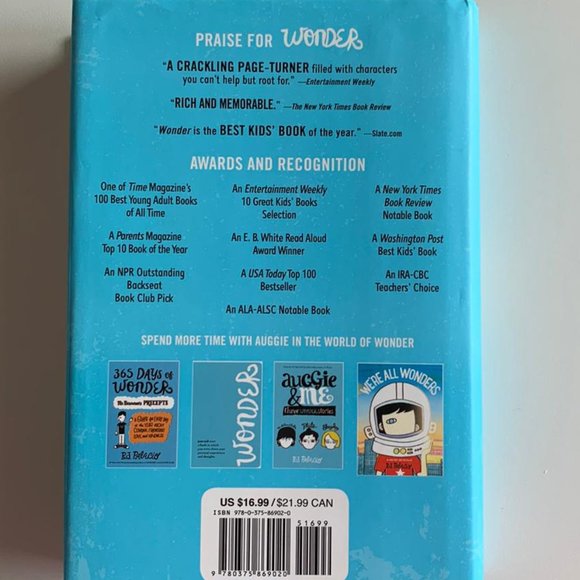 PRAISE FOR WONDER
“A CRACKLING PAGE-TURNER filled with characters
you can’t help but root for.” —Entertainment Weekly
“RICH AND MEMORABLE.” —The New York Times Book Review
“Wonder is the BEST KIDS’ BOOK of the year.” —Slate.com
AWARDS AND RECOGNITION
One of Time Magazine’s
100 Best Young Adult Books
of All Time
An Entertainment Weekly
10 Great Kids’ Books
Selection
A New York Times
Book Review
Notable Book
A Parents Magazine
Top 10 Book of the Year
An E. B. White Read Aloud
Award Winner
A Washington Post
Best Kids’ Book
An NPR Outstanding
Backseat
Book Club Pick
A USA Today Top 100
Bestseller
An IRA-CBC
Teachers’ Choice
An ALA-ALSC Notable Book
SPEND MORE TIME WITH AUGGIE IN THE WORLD OF WONDER
365 DAYS of
WONDER
Mr. Browne's PRECEPTS
R.J. Palacio
WONDER
auggie
& ME
three wonder stories
R.J. Palacio
WE'RE ALL WONDERS
R.J. Palacio
US $16.99 / $21.99 CAN
ISBN 978-0-375-86902-0
51699
9 780375 869020